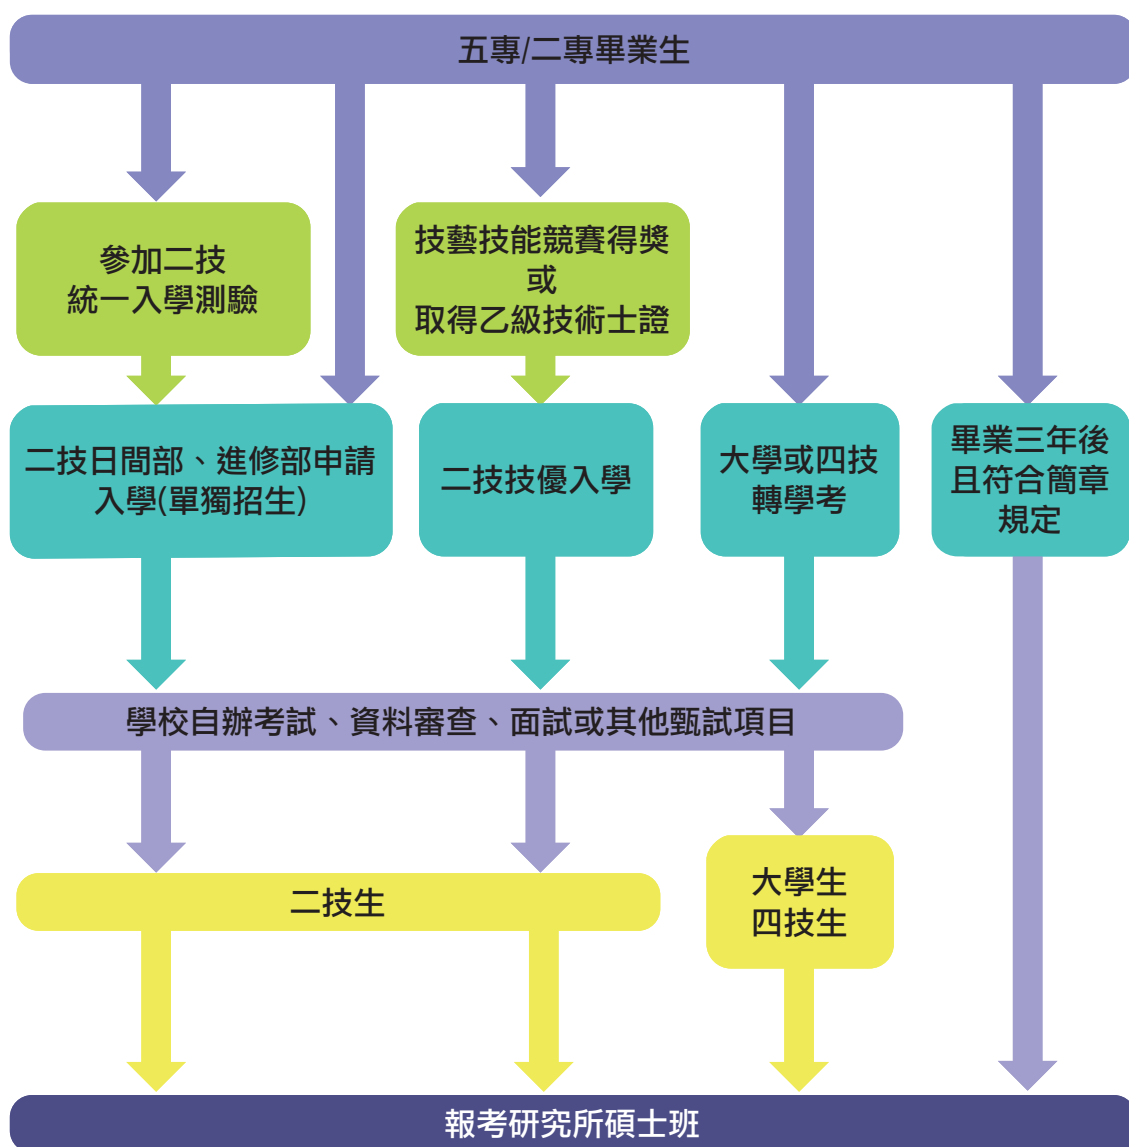 五專/二專畢業生
參加二技
統一入學測驗
技藝技能競賽得獎
或
取得乙級技術士證
二技日間部、進修部申請
入學(單獨招生)
二技技優入學
大學或四技
轉學考
畢業三年後
且符合簡章
規定
學校自辦考試、資料審查、面試或其他甄試項目
二技生
大學生
四技生
報考研究所碩士班